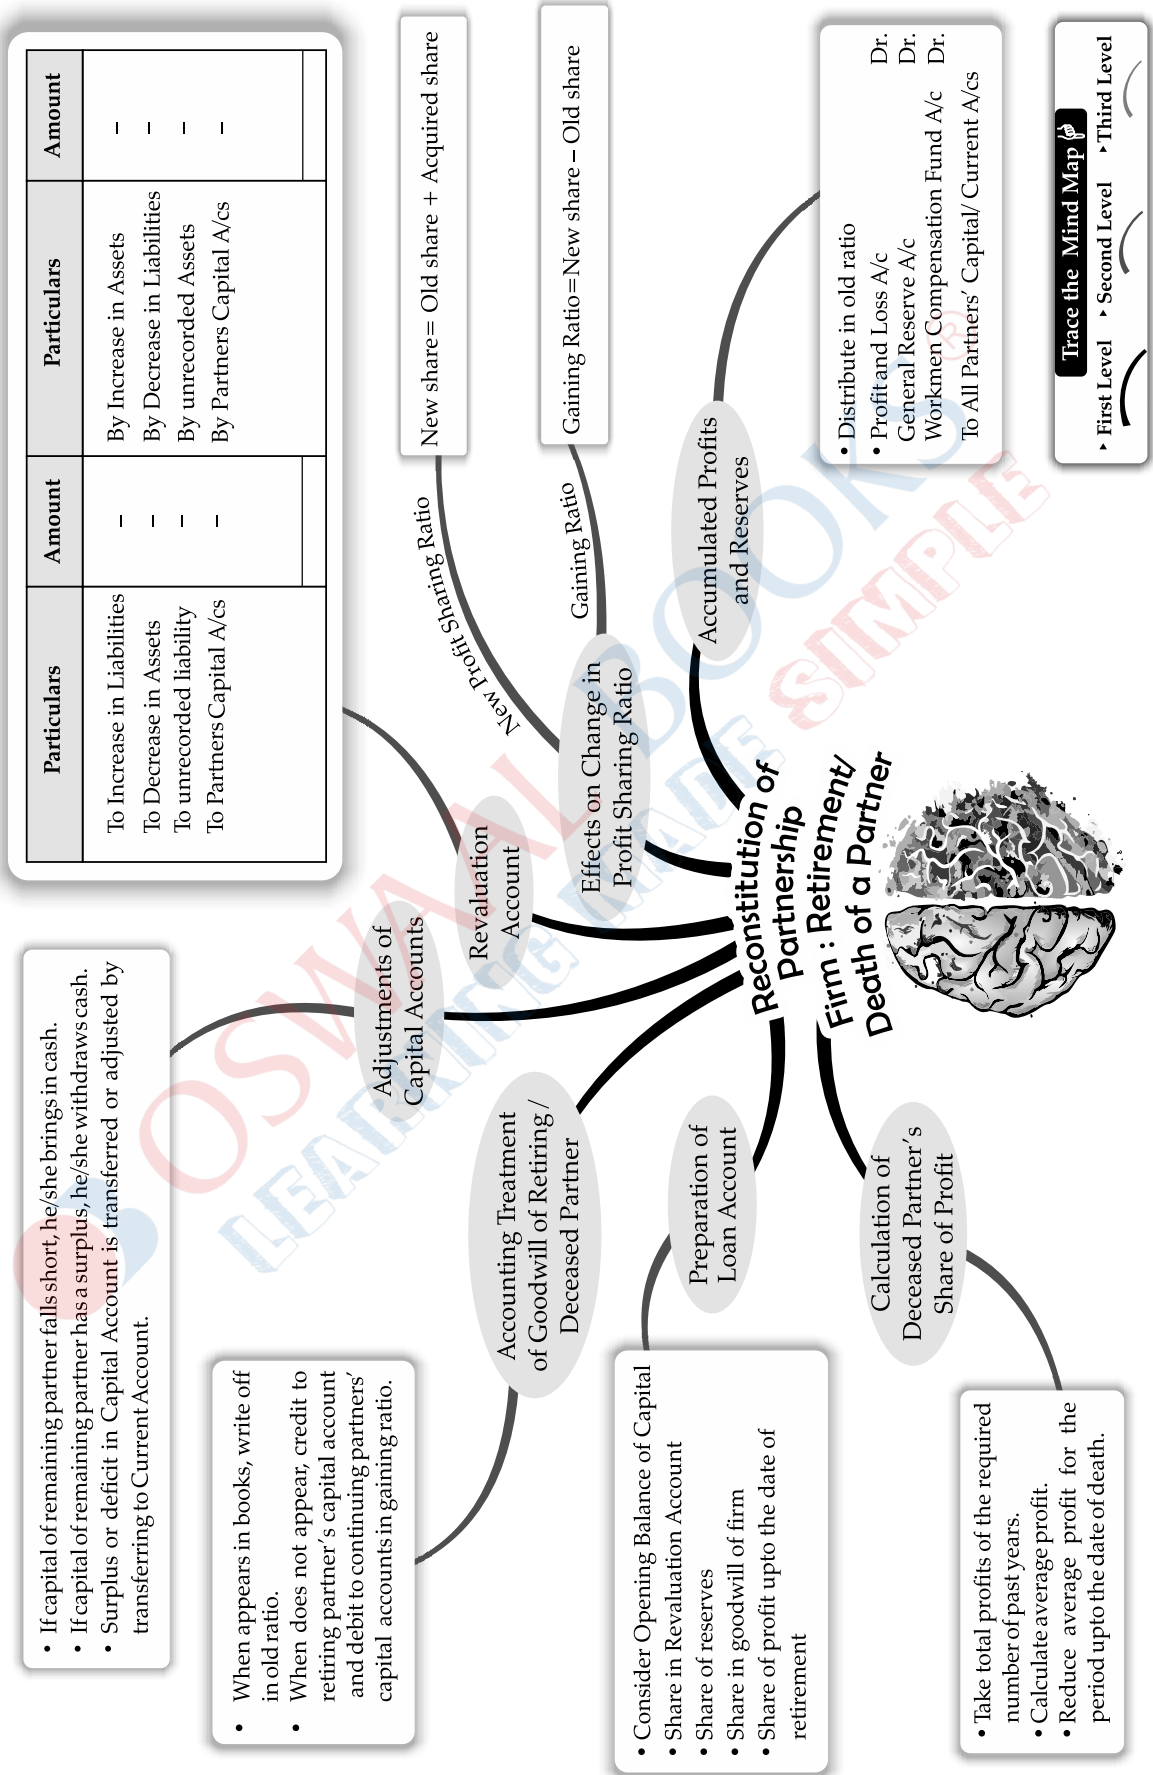 Reconstitution of
Partnership
Firm : Retirement/
Death of a Partner
Adjustments of
Capital Accounts
• If capital of remaining partner falls short, he/she brings in cash.
• If capital of remaining partner has a surplus, he/she withdraws cash.
• Surplus or deficit in Capital Account is transferred or adjusted by
transferring to Current Account.
Revaluation
Account
Particulars Amount Particulars Amount
To Increase in Liabilities – By Increase in Assets –
To Decrease in Assets – By Decrease in Liabilities –
To unrecorded liability – By unrecorded Assets –
To Partners Capital A/cs – By Partners Capital A/cs –
Effects on Change in
Profit Sharing Ratio
New Profit Sharing Ratio
New share= Old share + Acquired share
Gaining Ratio
Gaining Ratio=New share – Old share
Accumulated Profits
and Reserves
• Distribute in old ratio
• Profit and Loss A/c Dr.
General Reserve A/c Dr.
Workmen Compensation Fund A/c Dr.
To All Partners' Capital/ Current A/cs
Accounting Treatment
of Goodwill of Retiring /
Deceased Partner
• When appears in books, write off
in old ratio.
• When does not appear, credit to
retiring partner's capital account
and debit to continuing partners'
capital accounts in gaining ratio.
Preparation of
Loan Account
• Consider Opening Balance of Capital
• Share in Revaluation Account
• Share of reserves
• Share in goodwill of firm
• Share of profit upto the date of
retirement
Calculation of
Deceased Partner's
Share of Profit
• Take total profits of the required
number of past years.
• Calculate average profit.
• Reduce average profit for the
period upto the date of death.
Trace the Mind Map
First Level Second Level Third Level
OSWAAL BOOKS ®
LEARNING MADE SIMPLE